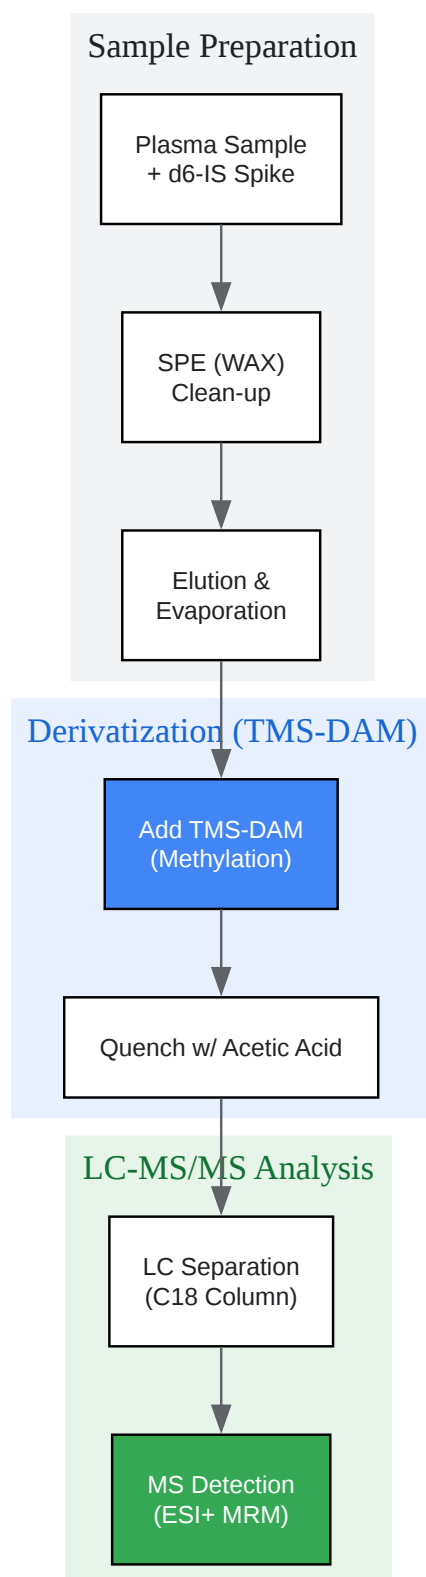 Sample Preparation
Plasma Sample
+ d6-IS Spike
SPE (WAX)
Clean-up
Elution &
Evaporation
Derivatization (TMS-DAM)
Add TMS-DAM
(Methylation)
Quench w/ Acetic Acid
LC-MS/MS Analysis
LC Separation
(C18 Column)
MS Detection
(ESI+ MRM)